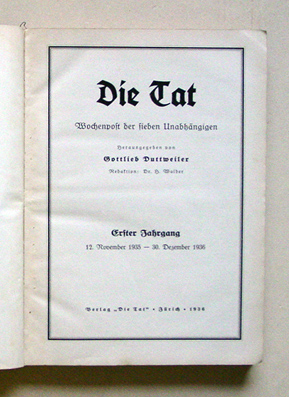 Die Tat
Wochenpost der sieben Unabhängigen
Herausgegeben von
Gottlieb Duttweiler
Redaktion: Dr. H. Walder
Erster Jahrgang
12. November 1935 — 30. Dezember 1936
Verlag „Die Tat“ • Zürich • 1936